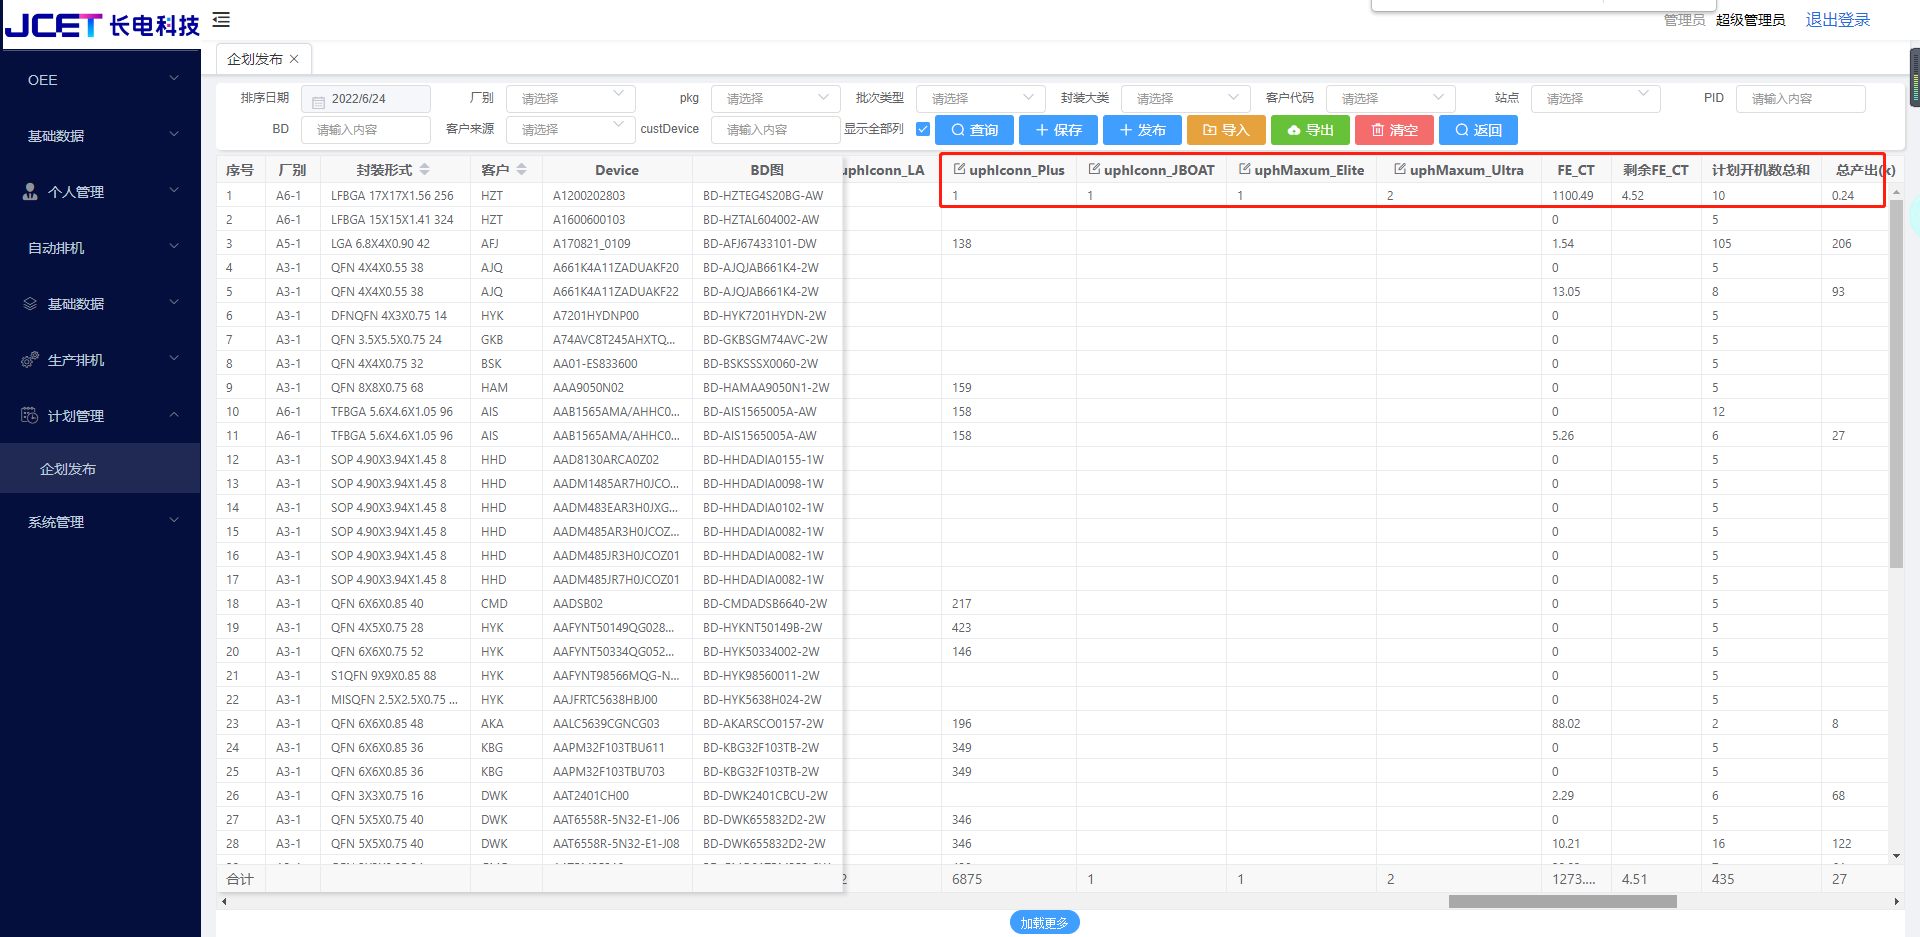 JCET 长电科技
管理员 超级管理员 退出登录
OEE
基础数据
个人管理
自动排机
基础数据
生产排机
计划管理
企划发布
系统管理
企划发布 ×
排序日期 2022/6/24 厂别 请选择 pkg 请选择 批次类型 请选择 封装大类 请选择 客户代码 请选择 站点 请选择 PID 请输入内容
BD 请输入内容 客户来源 请选择 custDevice 请输入内容 显示全部列 查询 保存 发布 导入 导出 清空 返回
序号 厂别 封装形式 客户 Device BD图 uphIconn_LA uphIconn_Plus uphIconn_JBOAT uphMaxum_Elite uphMaxum_Ultra FE_CT 剩余FE_CT 计划开机数总和 总产出(k)
1 A6-1 LFBGA 17X17X1.56 256 HZT A1200202803 BD-HZTEG4S20BG-AW 1 1 1 2 1100.49 4.52 10 0.24
2 A6-1 LFBGA 15X15X1.41 324 HZT A1600600103 BD-HZTAL604002-AW 0 5
3 A5-1 LGA 6.8X4X0.90 42 AFJ A170821_0109 BD-AFJ67433101-DW 138 1.54 105 206
4 A3-1 QFN 4X4X0.55 38 AJQ A661K4A11ZADUAKF20 BD-AJQJAB661K4-2W 0 5
5 A3-1 QFN 4X4X0.55 38 AJQ A661K4A11ZADUAKF22 BD-AJQJAB661K4-2W 13.05 8 93
6 A3-1 DFNQFN 4X3X0.75 14 HYK A7201HYDNP00 BD-HYK7201HYDN-2W 0 5
7 A3-1 QFN 3.5X5.5X0.75 24 GKB A74AVC8T245AHXTQ... BD-GKBSGM74AVC-2W 0 5
8 A3-1 QFN 4X4X0.75 32 BSK AA01-ES833600 BD-BSKSSSX0060-2W 0 5
9 A3-1 QFN 8X8X0.75 68 HAM AAA9050N02 BD-HAMAA9050N1-2W 159 0 5
10 A6-1 TFBGA 5.6X4.6X1.05 96 AIS AAB1565AMA/AHHC0... BD-AIS1565005A-AW 158 0 12
11 A6-1 TFBGA 5.6X4.6X1.05 96 AIS AAB1565AMA/AHHC0... BD-AIS1565005A-AW 158 5.26 6 27
12 A3-1 SOP 4.90X3.94X1.45 8 HHD AAD8130ARCA0Z02 BD-HHDADIA0155-1W 0 5
13 A3-1 SOP 4.90X3.94X1.45 8 HHD AADM1485AR7H0JCO... BD-HHDADIA0098-1W 0 5
14 A3-1 SOP 4.90X3.94X1.45 8 HHD AADM483EAR3H0JXG... BD-HHDADIA0102-1W 0 5
15 A3-1 SOP 4.90X3.94X1.45 8 HHD AADM485AR3H0JCOZ... BD-HHDADIA0082-1W 0 5
16 A3-1 SOP 4.90X3.94X1.45 8 HHD AADM485JR3H0JCOZ01 BD-HHDADIA0082-1W 0 5
17 A3-1 SOP 4.90X3.94X1.45 8 HHD AADM485JR7H0JCOZ01 BD-HHDADIA0082-1W 0 5
18 A3-1 QFN 6X6X0.85 40 CMD AADSB02 BD-CMDADSB6640-2W 217 0 5
19 A3-1 QFN 4X5X0.75 28 HYK AAFYNT50149QG028... BD-HYKNT50149B-2W 423 0 5
20 A3-1 QFN 6X6X0.75 52 HYK AAFYNT50334QG052... BD-HYK50334002-2W 146 0 5
21 A3-1 S1QFN 9X9X0.85 88 HYK AAFYNT98566MQG-N... BD-HYK98560011-2W 0 5
22 A3-1 MISQFN 2.5X2.5X0.75 ... HYK AAJFRTC5638HBJ00 BD-HYK5638H024-2W 0 5
23 A3-1 QFN 6X6X0.85 48 AKA AALC5639CGNCG03 BD-AKARSCO0157-2W 196 88.02 2 8
24 A3-1 QFN 6X6X0.85 36 KBG AAPM32F103TBU611 BD-KBG32F103TB-2W 349 0 5
25 A3-1 QFN 6X6X0.85 36 KBG AAPM32F103TBU703 BD-KBG32F103TB-2W 349 0 5
26 A3-1 QFN 3X3X0.75 16 DWK AAT2401CH00 BD-DWK2401CBCU-2W 2.29 6 68
27 A3-1 QFN 5X5X0.75 40 DWK AAT6558R-5N32-E1-J06 BD-DWK655832D2-2W 346 0 5
28 A3-1 QFN 5X5X0.75 40 DWK AAT6558R-5N32-E1-J08 BD-DWK655832D2-2W 346 10.21 16 122
合计 2 6875 1 1 2 1273.... 4.51 435 27
加载更多